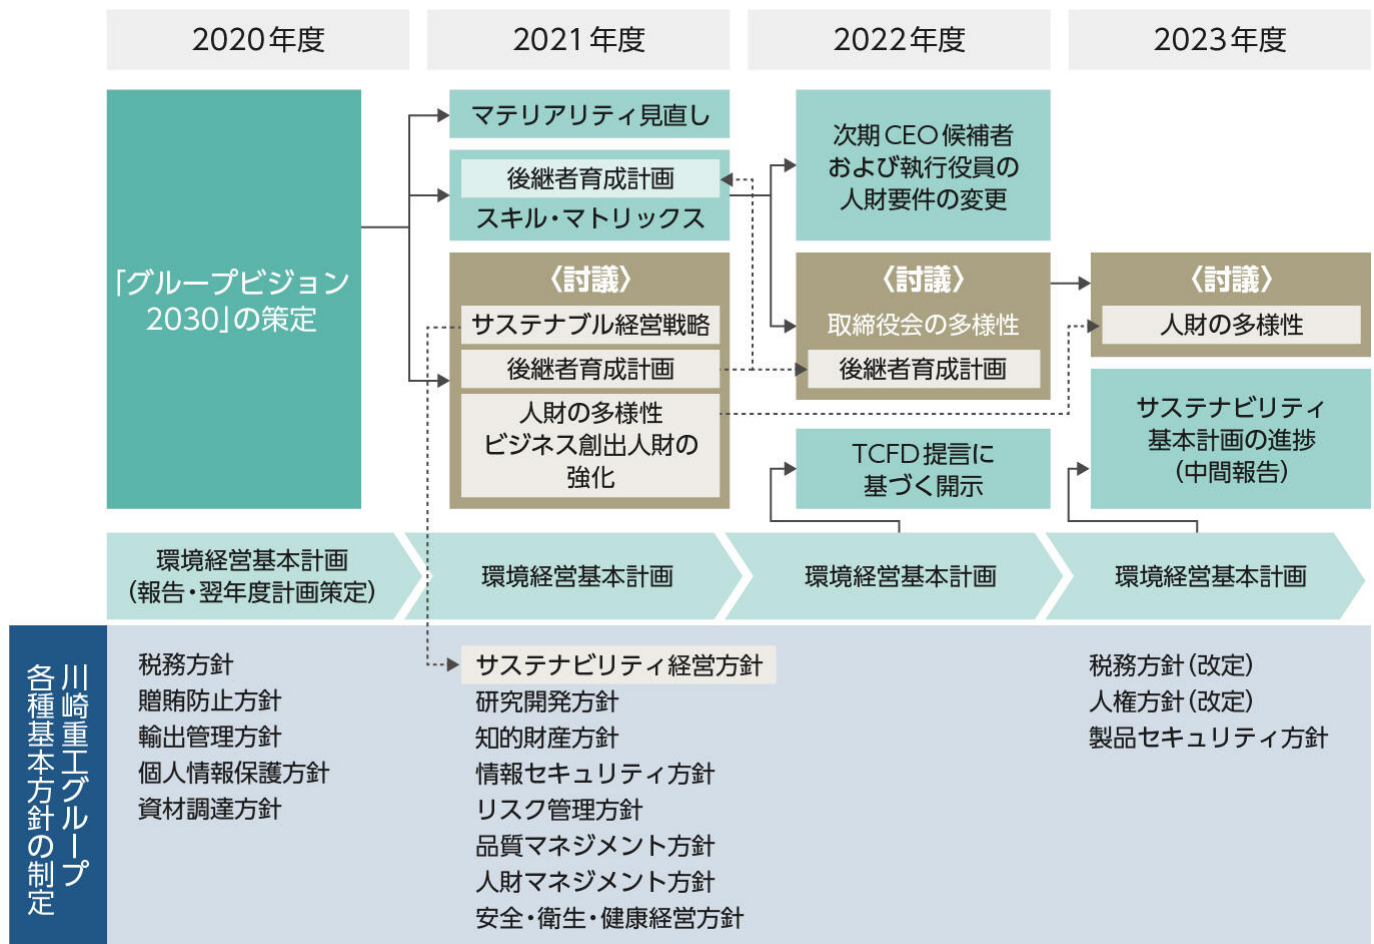 2020年度
2021年度
2022年度
2023年度
「グループビジョン
2030」の策定
マテリアリティ見直し
後継者育成計画
スキル・マトリックス
〈討議〉
サステナブル経営戦略
後継者育成計画
人財の多様性
ビジネス創出人財の
強化
次期CEO候補者
および執行役員の
人財要件の変更
〈討議〉
取締役会の多様性
後継者育成計画
TCFD提言に
基づく開示
〈討議〉
人財の多様性
サステナビリティ
基本計画の進捗
(中間報告)
環境経営基本計画
(報告・翌年度計画策定)
環境経営基本計画
環境経営基本計画
環境経営基本計画
川崎重工グループ
各種基本方針の制定
税務方針
贈賄防止方針
輸出管理方針
個人情報保護方針
資材調達方針
サステナビリティ経営方針
研究開発方針
知的財産方針
情報セキュリティ方針
リスク管理方針
品質マネジメント方針
人財マネジメント方針
安全・衛生・健康経営方針
税務方針(改定)
人権方針(改定)
製品セキュリティ方針